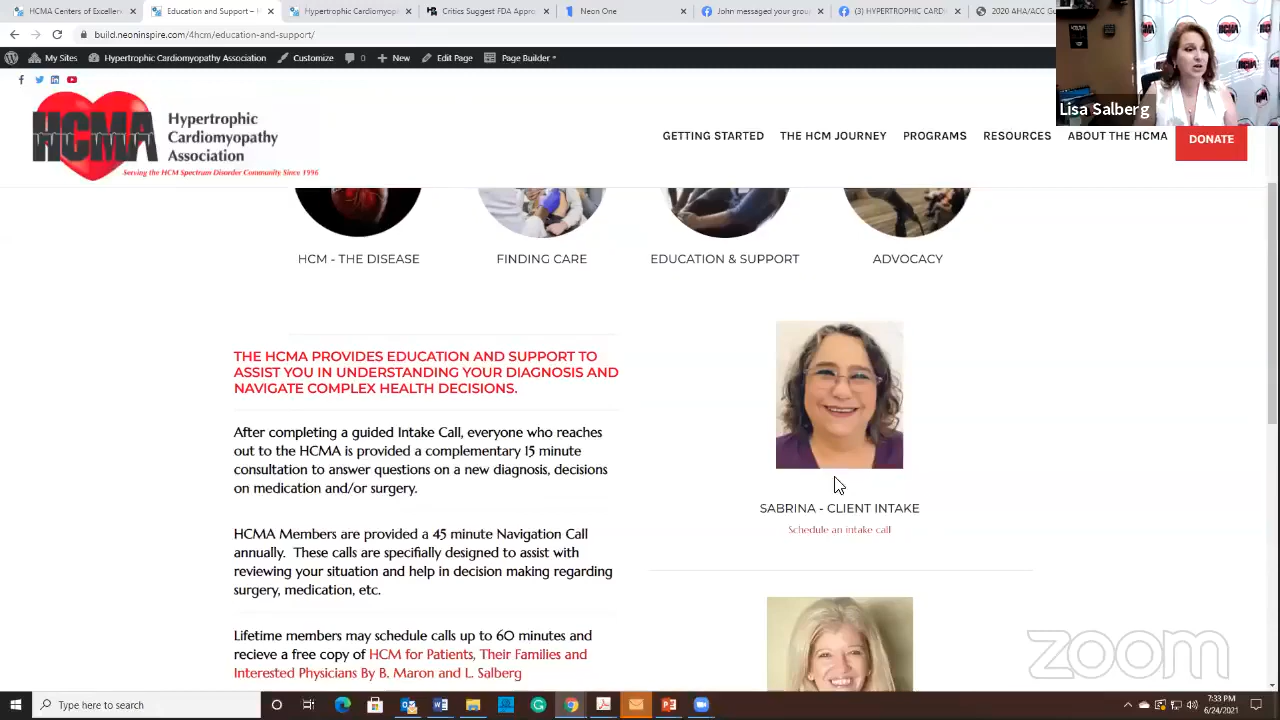 Centers of Excellence - Hypert
Education and Support - Hypert
Critics Suggest FDA Approval
Neon One
John messaged your group
(3) HYPERTROPHIC CARDI
2020 AHA/ACC G
build.neoninspire.com/4hcm/education-and-support/
My Sites Hypertrophic Cardiomyopathy Association Customize 0 New Edit Page Page Builder
Lisa Salberg
HCMA
Hypertrophic
Cardiomyopathy
Association
Serving the HCM Spectrum Disorder Community Since 1996
GETTING STARTED THE HCM JOURNEY PROGRAMS RESOURCES ABOUT THE HCMA DONATE
HCM - THE DISEASE FINDING CARE EDUCATION & SUPPORT ADVOCACY
THE HCMA PROVIDES EDUCATION AND SUPPORT TO
ASSIST YOU IN UNDERSTANDING YOUR DIAGNOSIS AND
NAVIGATE COMPLEX HEALTH DECISIONS.
After completing a guided Intake Call, everyone who reaches
out to the HCMA is provided a complementary 15 minute
consultation to answer questions on a new diagnosis, decisions
on medication and/or surgery.
HCMA Members are provided a 45 minute Navigation Call
annually. These calls are specifially designed to assist with
reviewing your situation and help in decision making regarding
surgery, medication, etc.
Lifetime members may schedule calls up to 60 minutes and
recieve a free copy of HCM for Patients, Their Families and
Interested Physicians By B. Maron and L. Salberg
SABRINA - CLIENT INTAKE
Schedule an intake call
zoom
Type here to search
7:33 PM
6/24/2021